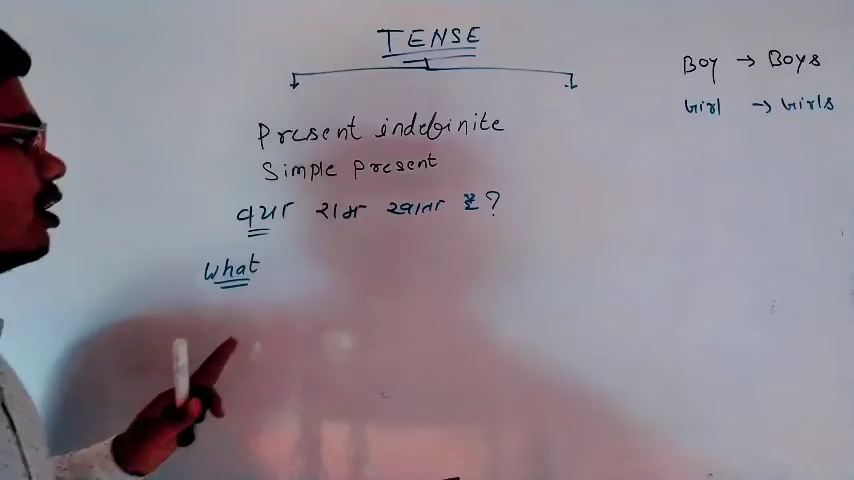 TENSE
Present indefinite
Simple present
क्या राम खाता है?
What
Boy → Boys
Girl → Girls